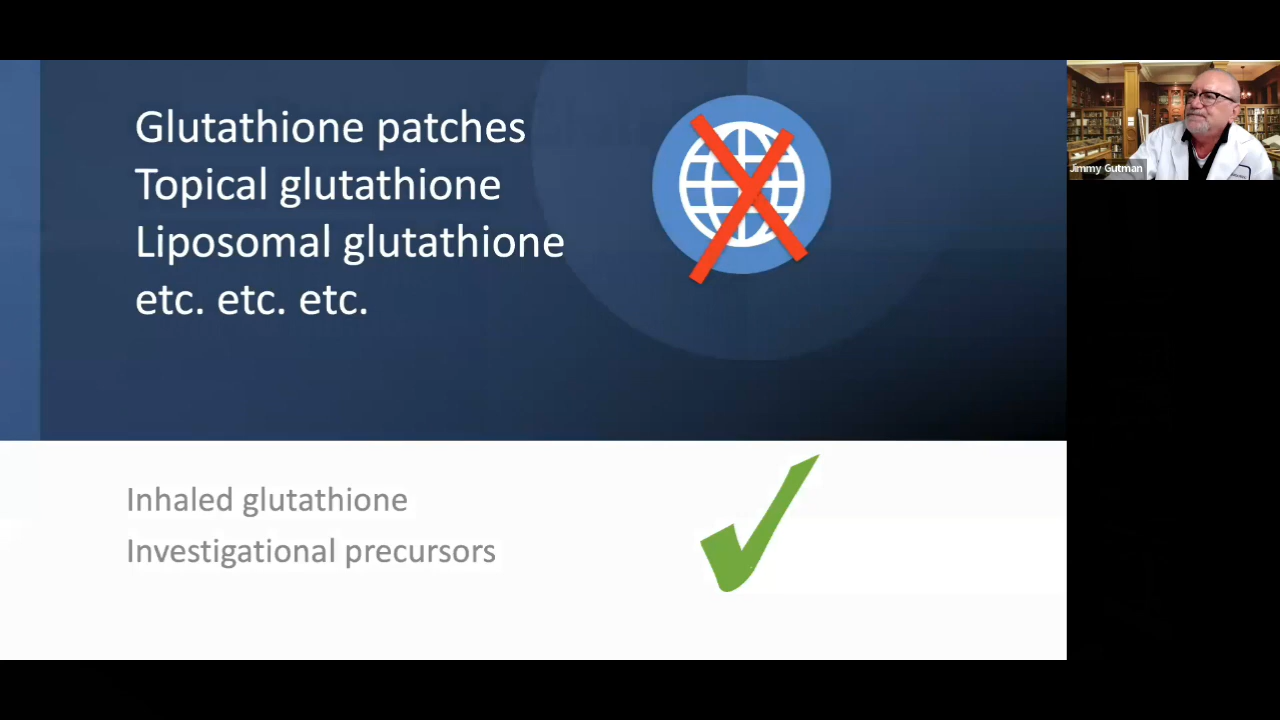 Glutathione patches
Topical glutathione
Liposomal glutathione
etc. etc. etc.
Jimmy Gutman
Inhaled glutathione
Investigational precursors